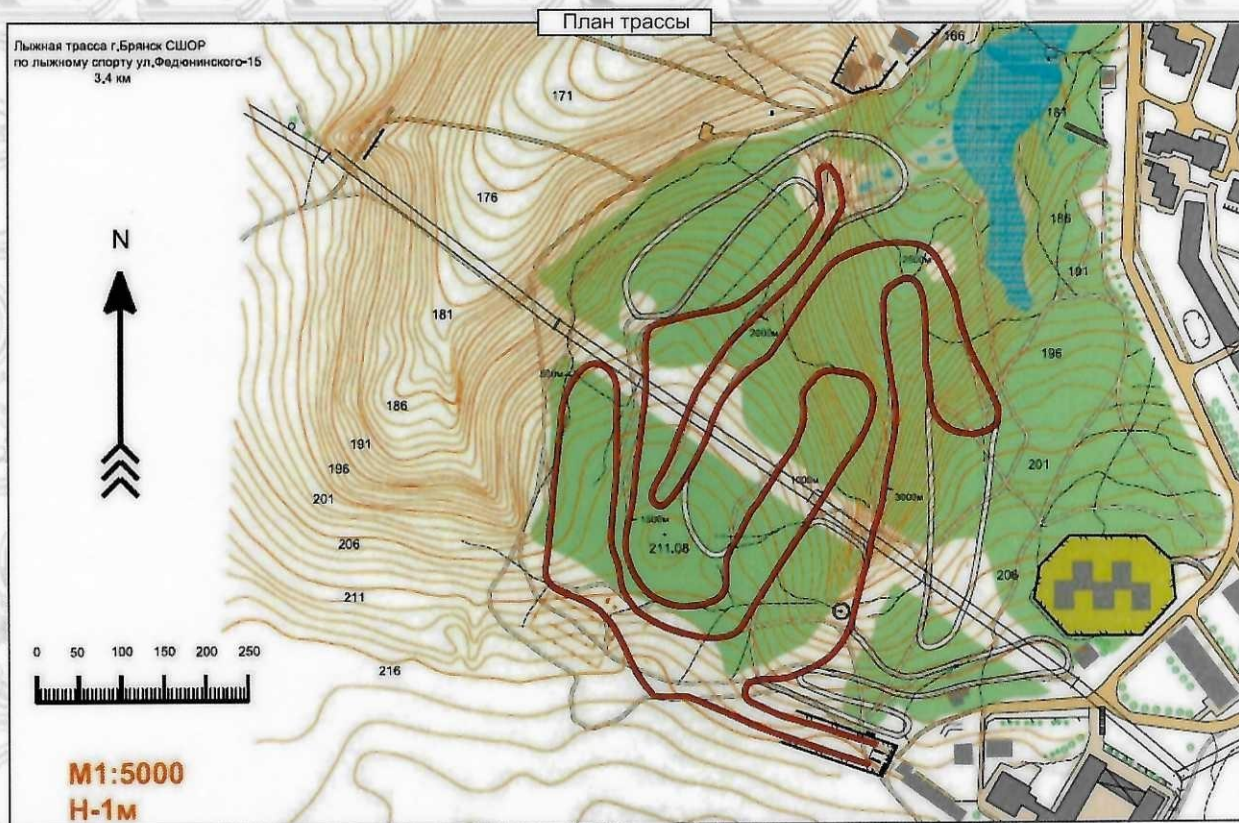 План трассы
Лыжная трасса г,Брянск СШОР
по лыжному спорту ул,Федюнинского-15
3,4 км
166
171
181
176
186
N
191
181
196
186
191
201
196
500м
2000м
2500м
1000м
3000м
1500м
211.08
201
206
206
211
216
0 50 100 150 200 250
М1:5000
Н-1м